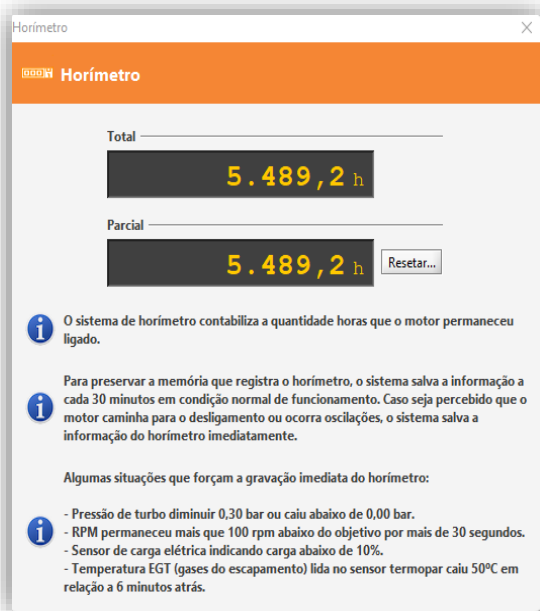 Horímetro
Horímetro
Total
5.489,2 h
Parcial
5.489,2 h
Resetar...
O sistema de horímetro contabiliza a quantidade horas que o motor permaneceu
ligado.
Para preservar a memória que registra o horímetro, o sistema salva a informação a
cada 30 minutos em condição normal de funcionamento. Caso seja percebido que o
motor caminha para o desligamento ou ocorra oscilações, o sistema salva a
informação do horímetro imediatamente.
Algumas situações que forçam a gravação imediata do horímetro:
- Pressão de turbo diminuir 0,30 bar ou caiu abaixo de 0,00 bar.
- RPM permaneceu mais que 100 rpm abaixo do objetivo por mais de 30 segundos.
- Sensor de carga elétrica indicando carga abaixo de 10%.
- Temperatura EGT (gases do escapamento) lida no sensor termopar caiu 50ºC em
relação a 6 minutos atrás.